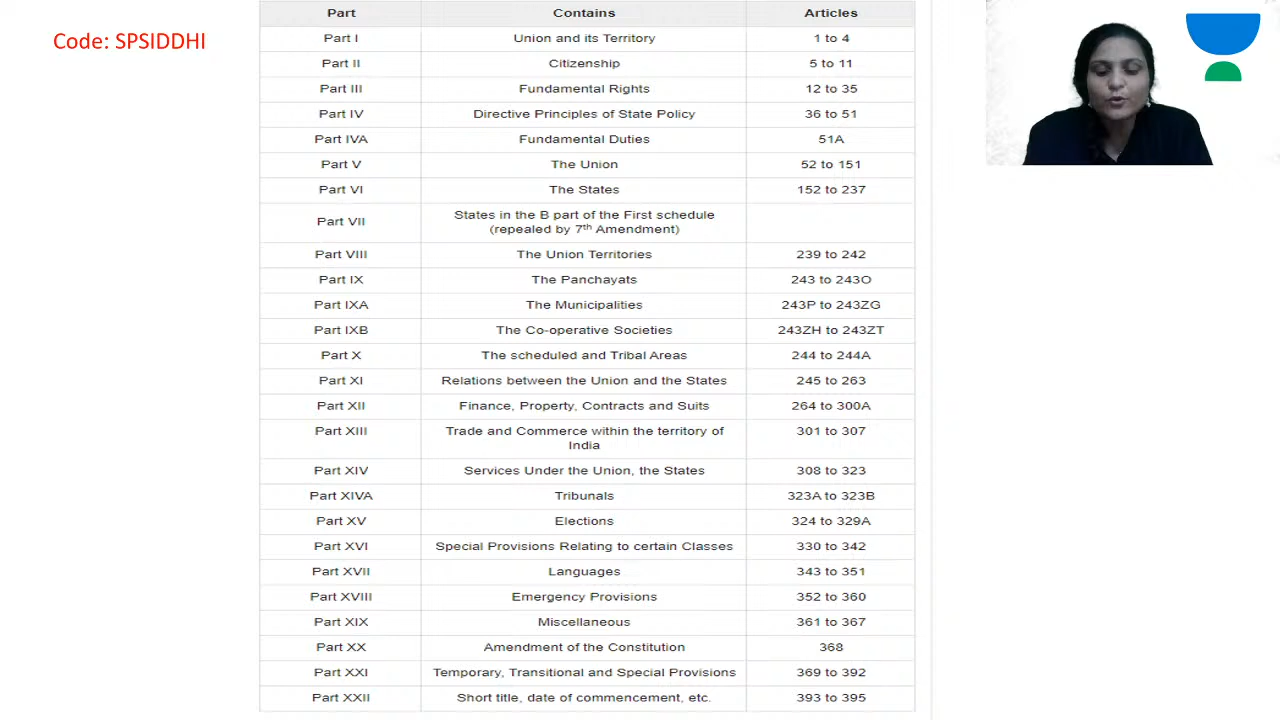 Code: SPSIDDHI
Part Contains Articles
Part I Union and its Territory 1 to 4
Part II Citizenship 5 to 11
Part III Fundamental Rights 12 to 35
Part IV Directive Principles of State Policy 36 to 51
Part IVA Fundamental Duties 51A
Part V The Union 52 to 151
Part VI The States 152 to 237
Part VII States in the B part of the First schedule
(repealed by 7th Amendment)
Part VIII The Union Territories 239 to 242
Part IX The Panchayats 243 to 243O
Part IXA The Municipalities 243P to 243ZG
Part IXB The Co-operative Societies 243ZH to 243ZT
Part X The scheduled and Tribal Areas 244 to 244A
Part XI Relations between the Union and the States 245 to 263
Part XII Finance, Property, Contracts and Suits 264 to 300A
Part XIII Trade and Commerce within the territory of 301 to 307
India
Part XIV Services Under the Union, the States 308 to 323
Part XIVA Tribunals 323A to 323B
Part XV Elections 324 to 329A
Part XVI Special Provisions Relating to certain Classes 330 to 342
Part XVII Languages 343 to 351
Part XVIII Emergency Provisions 352 to 360
Part XIX Miscellaneous 361 to 367
Part XX Amendment of the Constitution 368
Part XXI Temporary, Transitional and Special Provisions 369 to 392
Part XXII Short title, date of commencement, etc. 393 to 395